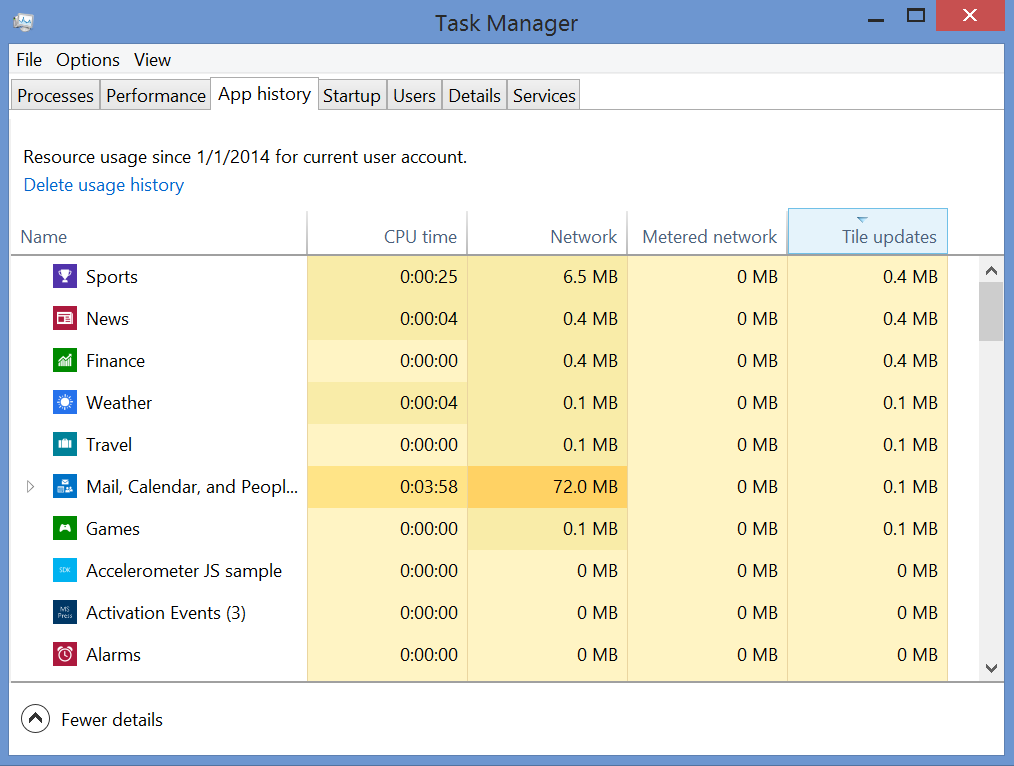 Task Manager
File Options View
Processes Performance App history Startup Users Details Services
Resource usage since 1/1/2014 for current user account.
Delete usage history
Name CPU time Network Metered network Tile updates
Sports 0:00:25 6.5 MB 0 MB 0.4 MB
News 0:00:04 0.4 MB 0 MB 0.4 MB
Finance 0:00:00 0.4 MB 0 MB 0.4 MB
Weather 0:00:04 0.1 MB 0 MB 0.1 MB
Travel 0:00:00 0.1 MB 0 MB 0.1 MB
Mail, Calendar, and Peopl... 0:03:58 72.0 MB 0 MB 0.1 MB
Games 0:00:00 0.1 MB 0 MB 0.1 MB
SDK Accelerometer JS sample 0:00:00 0 MB 0 MB 0 MB
MS Press Activation Events (3) 0:00:00 0 MB 0 MB 0 MB
Alarms 0:00:00 0 MB 0 MB 0 MB
Fewer details